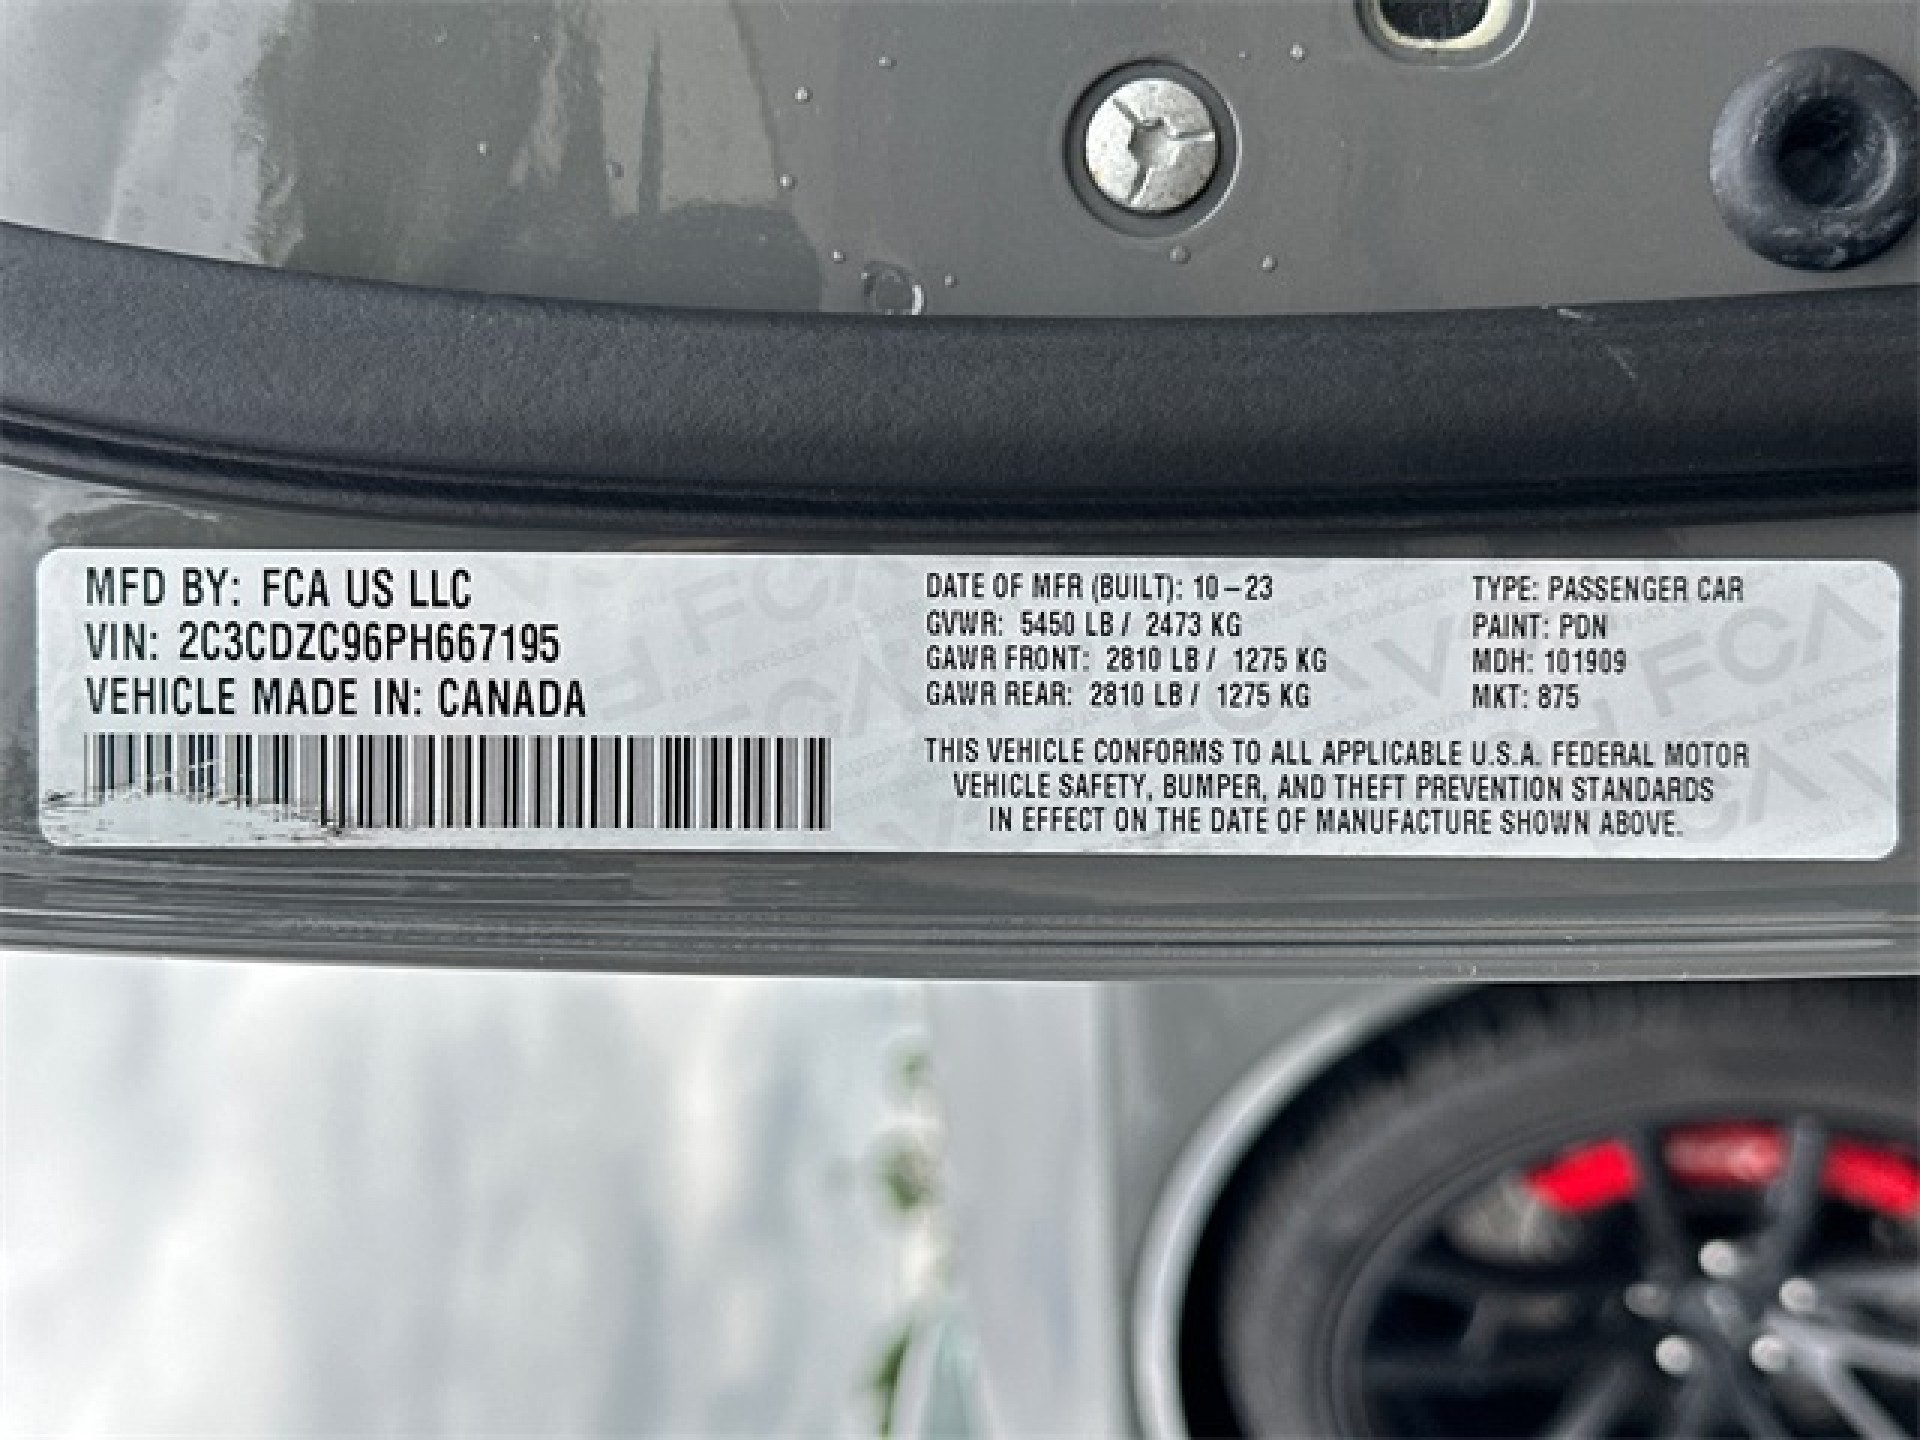 MFD BY: FCA US LLC
VIN: 2C3CDZC96PH667195
VEHICLE MADE IN: CANADA
DATE OF MFR (BUILT): 10-23
GVWR: 5450 LB / 2473 KG
GAWR FRONT: 2810 LB / 1275 KG
GAWR REAR: 2810 LB / 1275 KG
TYPE: PASSENGER CAR
PAINT: PDN
MDH: 101909
MKT: 875
THIS VEHICLE CONFORMS TO ALL APPLICABLE U.S.A. FEDERAL MOTOR
VEHICLE SAFETY, BUMPER, AND THEFT PREVENTION STANDARDS
IN EFFECT ON THE DATE OF MANUFACTURE SHOWN ABOVE.